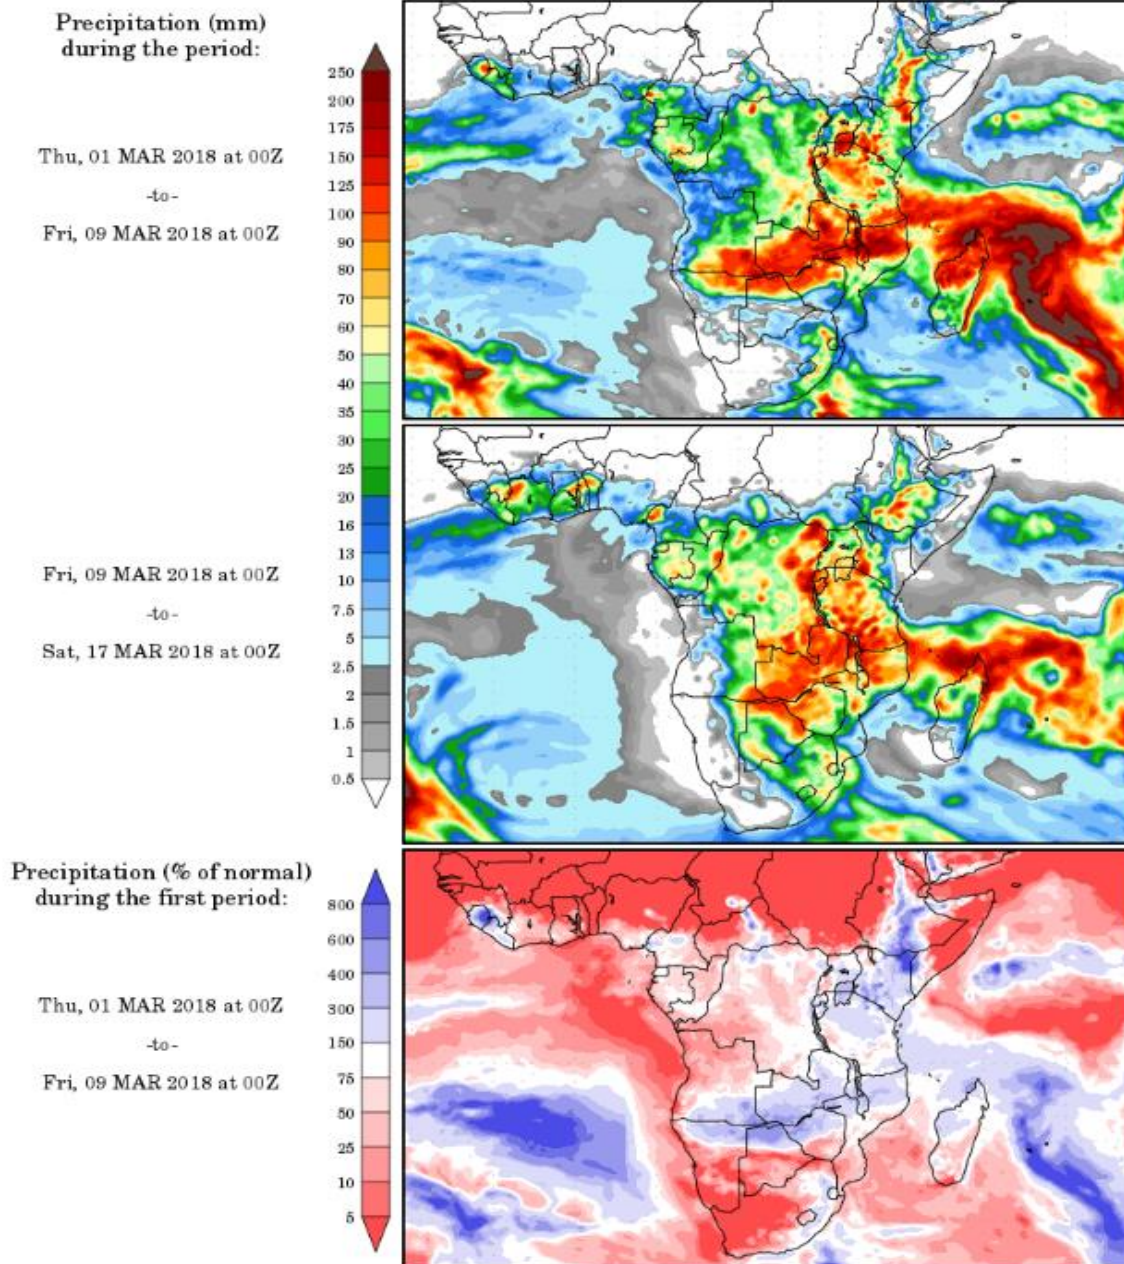 Precipitation (mm)
during the period:
Thu, 01 MAR 2018 at 00Z
-to-
Fri, 09 MAR 2018 at 00Z
Fri, 09 MAR 2018 at 00Z
-to-
Sat, 17 MAR 2018 at 00Z
250
200
175
150
125
100
90
80
70
60
50
40
35
30
25
20
16
13
10
7.5
5
2.5
2
1.5
1
0.5
Precipitation (% of normal)
during the first period:
Thu, 01 MAR 2018 at 00Z
-to-
Fri, 09 MAR 2018 at 00Z
800
600
400
300
150
75
50
25
10
5